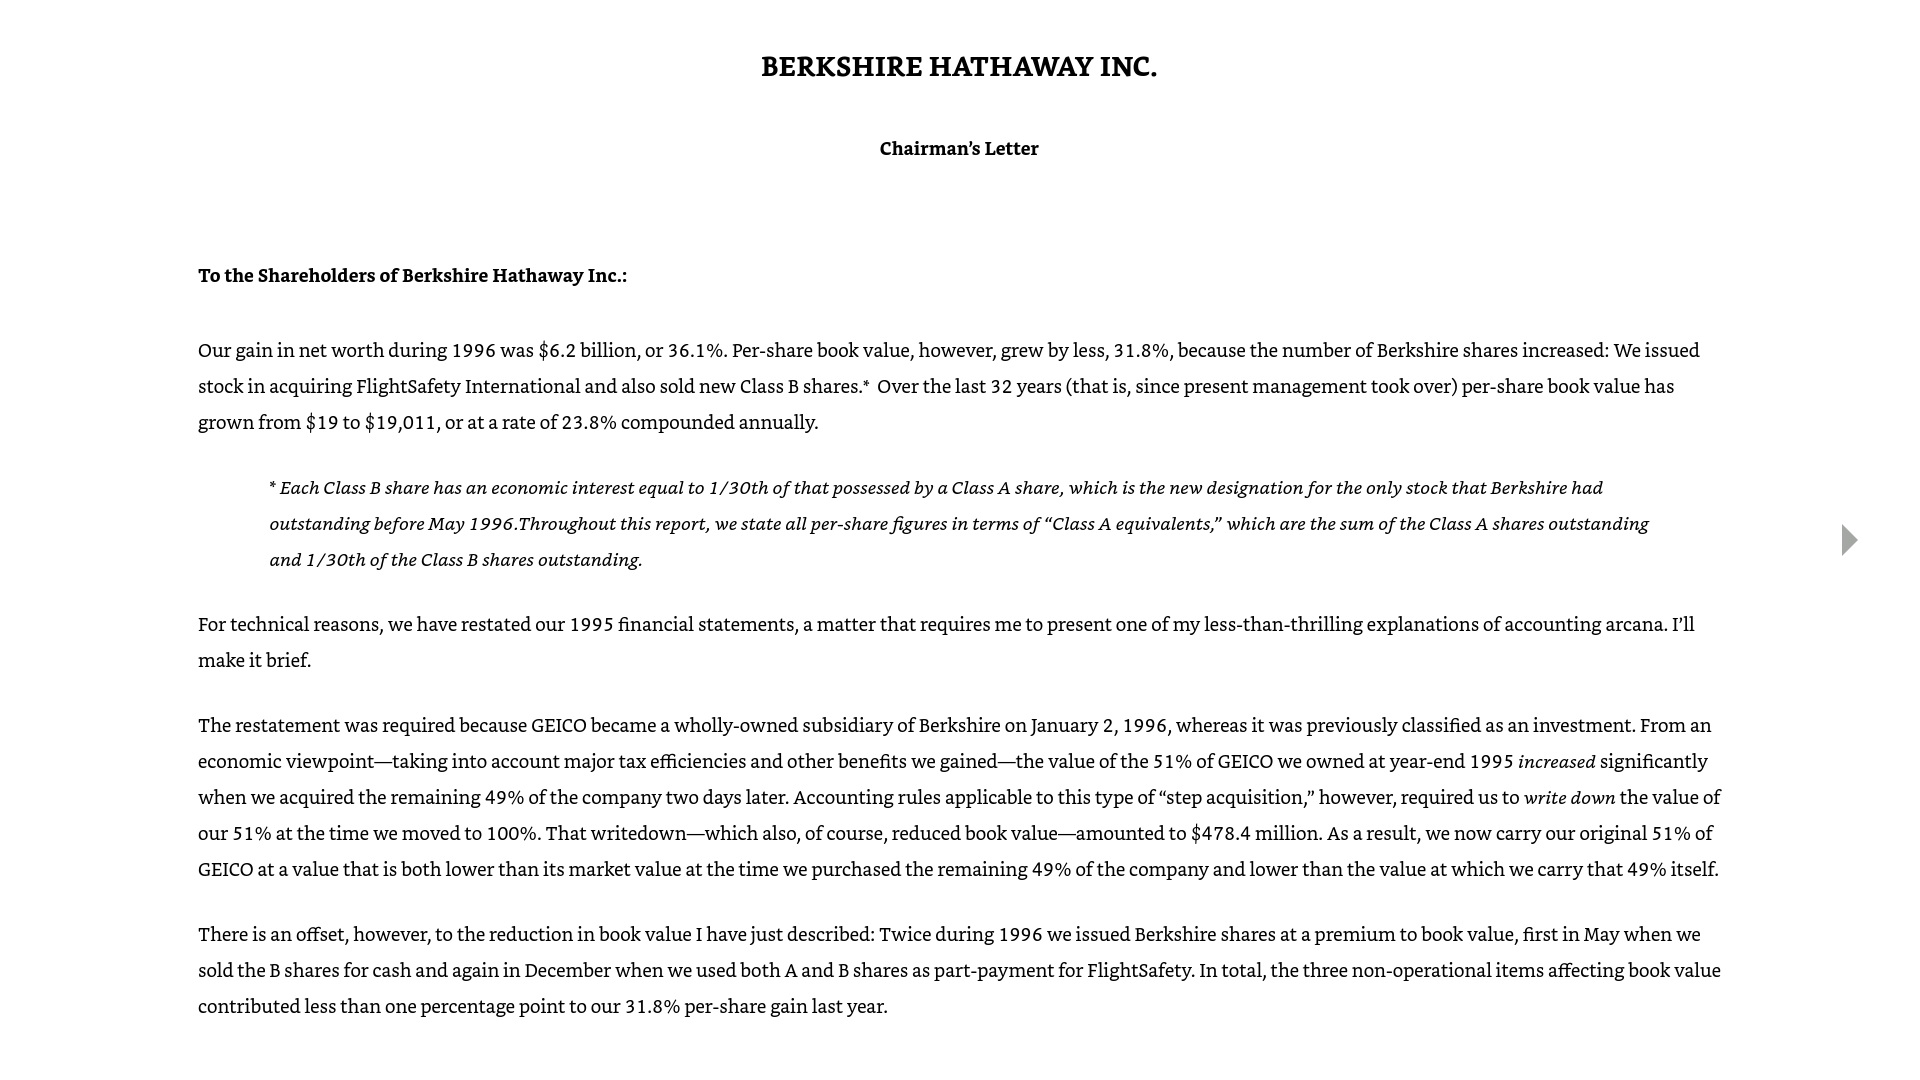 BERKSHIRE HATHAWAY INC.
Chairman’s Letter
To the Shareholders of Berkshire Hathaway Inc.:
Our gain in net worth during 1996 was $6.2 billion, or 36.1%. Per-share book value, however, grew by less, 31.8%, because the number of Berkshire shares increased: We issued
stock in acquiring FlightSafety International and also sold new Class B shares.* Over the last 32 years (that is, since present management took over) per-share book value has
grown from $19 to $19,011, or at a rate of 23.8% compounded annually.
* Each Class B share has an economic interest equal to 1/30th of that possessed by a Class A share, which is the new designation for the only stock that Berkshire had
outstanding before May 1996.Throughout this report, we state all per-share figures in terms of “Class A equivalents,” which are the sum of the Class A shares outstanding
and 1/30th of the Class B shares outstanding.
For technical reasons, we have restated our 1995 financial statements, a matter that requires me to present one of my less-than-thrilling explanations of accounting arcana. I’ll
make it brief.
The restatement was required because GEICO became a wholly-owned subsidiary of Berkshire on January 2, 1996, whereas it was previously classified as an investment. From an
economic viewpoint—taking into account major tax efficiencies and other benefits we gained—the value of the 51% of GEICO we owned at year-end 1995 increased significantly
when we acquired the remaining 49% of the company two days later. Accounting rules applicable to this type of “step acquisition,” however, required us to write down the value of
our 51% at the time we moved to 100%. That writedown—which also, of course, reduced book value—amounted to $478.4 million. As a result, we now carry our original 51% of
GEICO at a value that is both lower than its market value at the time we purchased the remaining 49% of the company and lower than the value at which we carry that 49% itself.
There is an offset, however, to the reduction in book value I have just described: Twice during 1996 we issued Berkshire shares at a premium to book value, first in May when we
sold the B shares for cash and again in December when we used both A and B shares as part-payment for FlightSafety. In total, the three non-operational items affecting book value
contributed less than one percentage point to our 31.8% per-share gain last year.